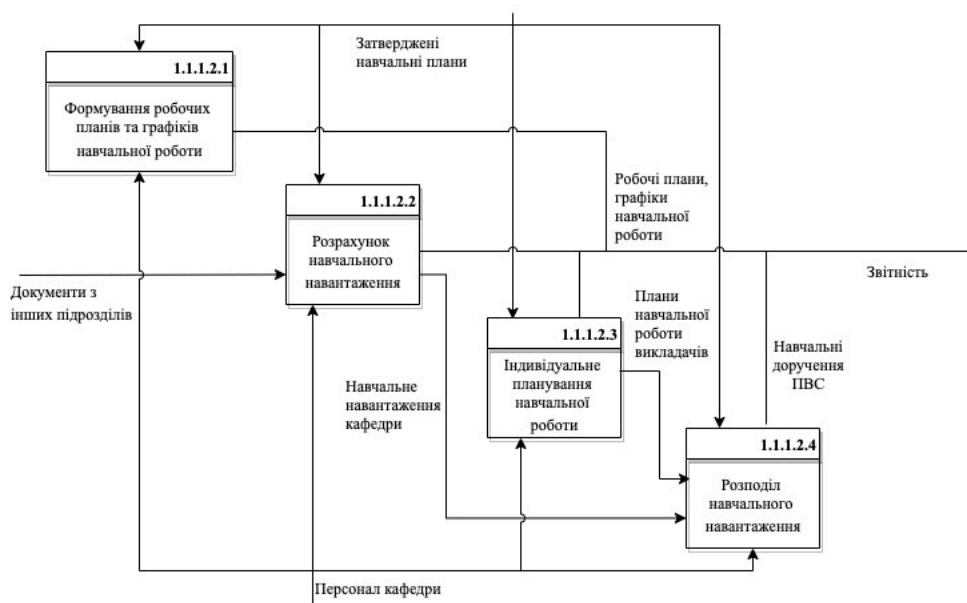 Затверджені
навчальні плани
1.1.1.2.1
Формування робочих
планів та графіків
навчальної роботи
1.1.1.2.2
Розрахунок
навчального
навантаження
Робочі плани,
графіки
навчальної
роботи
Звітність
Документи з
інших підрозділів
Плани
навчальної
роботи
викладачів
1.1.1.2.3
Індивідуальне
планування
навчальної
роботи
Навчальні
доручення
ПВС
Навчальне
навантаження
кафедри
1.1.1.2.4
Розподіл
навчального
навантаження
Персонал кафедри